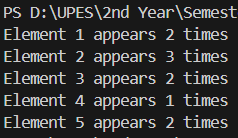 PS D:\UPES\2nd Year\Semest
Element 1 appears 2 times
Element 2 appears 3 times
Element 3 appears 2 times
Element 4 appears 1 times
Element 5 appears 2 times